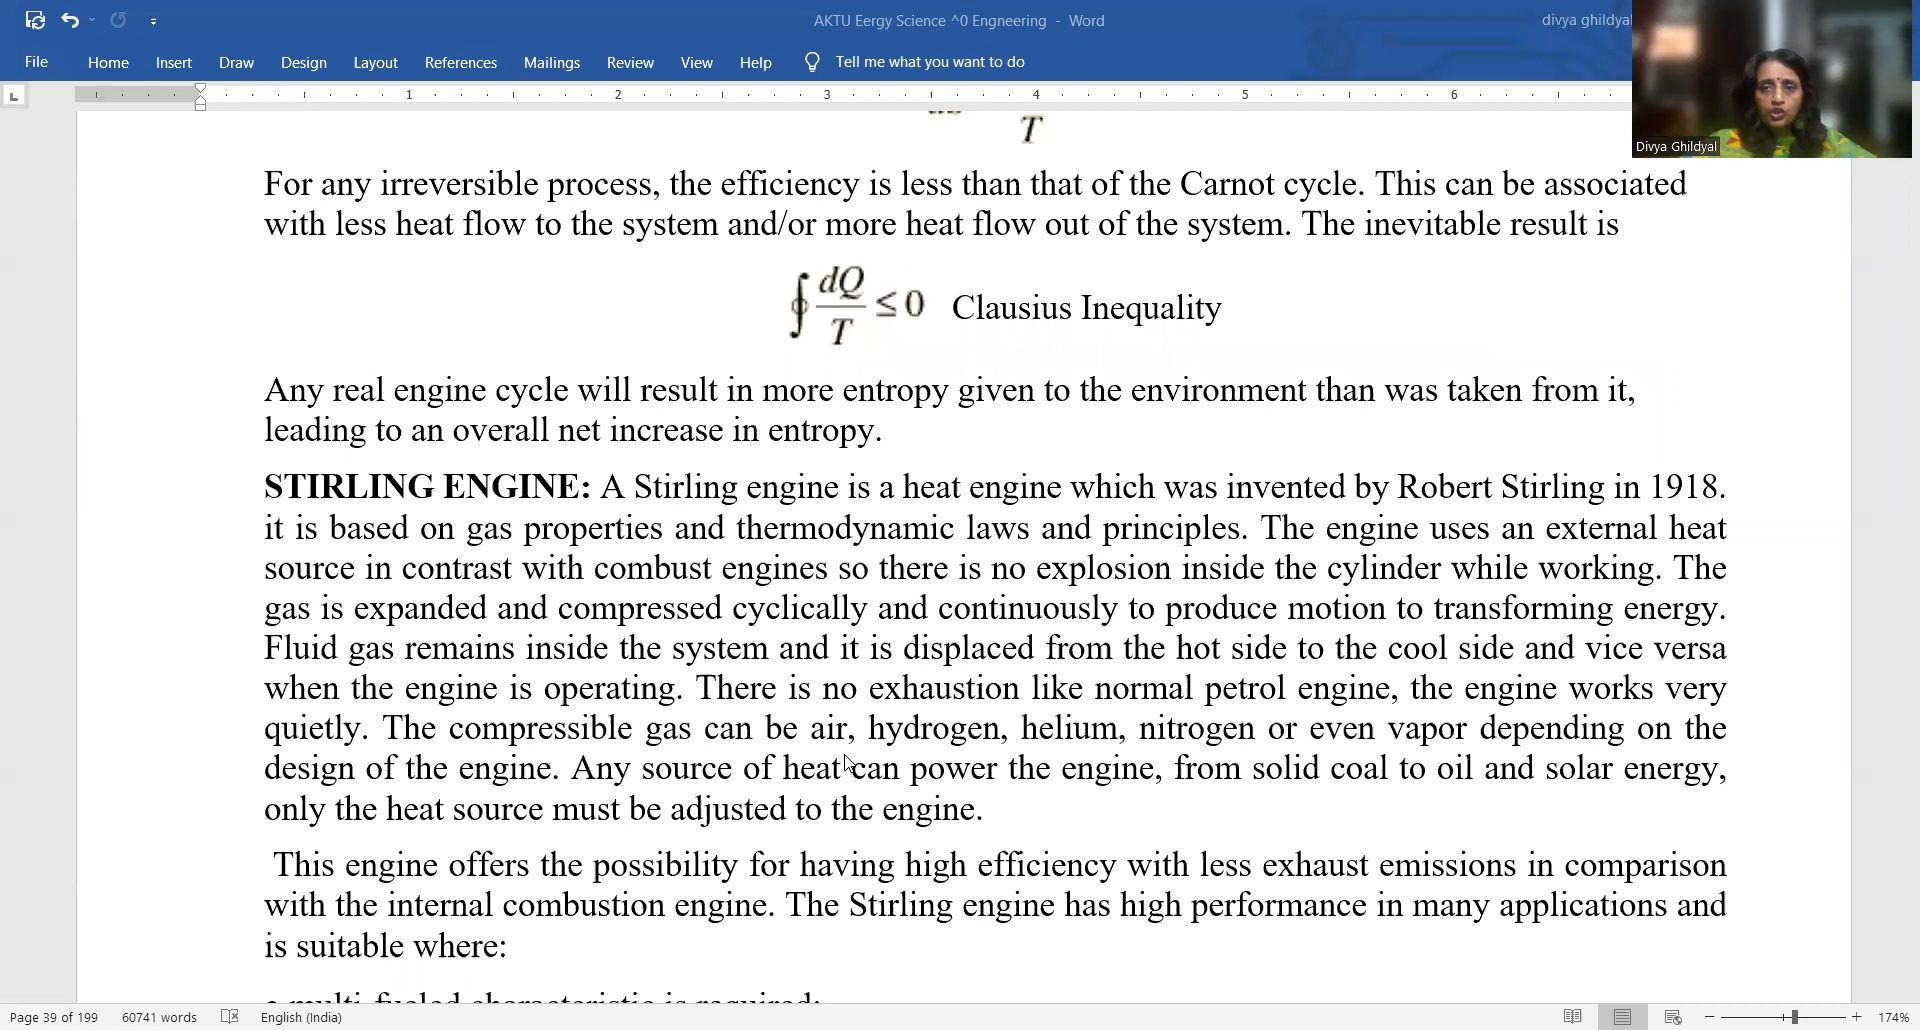 AKTU Eergy Science ^0 Engneering - Word
divya ghildyal
File Home Insert Draw Design Layout References Mailings Review View Help Tell me what you want to do
1 2 3 4 5 6
Divya Ghildyal
T
For any irreversible process, the efficiency is less than that of the Carnot cycle. This can be associated
with less heat flow to the system and/or more heat flow out of the system. The inevitable result is
∮ dQ/T ≤ 0 Clausius Inequality
Any real engine cycle will result in more entropy given to the environment than was taken from it,
leading to an overall net increase in entropy.
STIRLING ENGINE: A Stirling engine is a heat engine which was invented by Robert Stirling in 1918.
it is based on gas properties and thermodynamic laws and principles. The engine uses an external heat
source in contrast with combust engines so there is no explosion inside the cylinder while working. The
gas is expanded and compressed cyclically and continuously to produce motion to transforming energy.
Fluid gas remains inside the system and it is displaced from the hot side to the cool side and vice versa
when the engine is operating. There is no exhaustion like normal petrol engine, the engine works very
quietly. The compressible gas can be air, hydrogen, helium, nitrogen or even vapor depending on the
design of the engine. Any source of heat can power the engine, from solid coal to oil and solar energy,
only the heat source must be adjusted to the engine.
This engine offers the possibility for having high efficiency with less exhaust emissions in comparison
with the internal combustion engine. The Stirling engine has high performance in many applications and
is suitable where:
multi-fueled characteristic is required;
Page 39 of 199 60741 words English (India) 174%